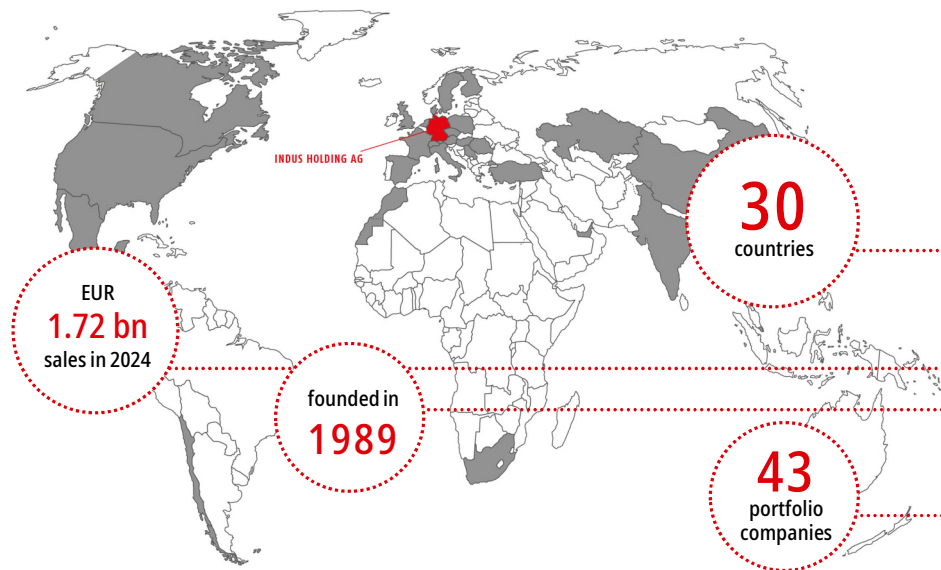 INDUS HOLDING AG
30
countries
EUR
1.72 bn
sales in 2024
founded in
1989
43
portfolio
companies